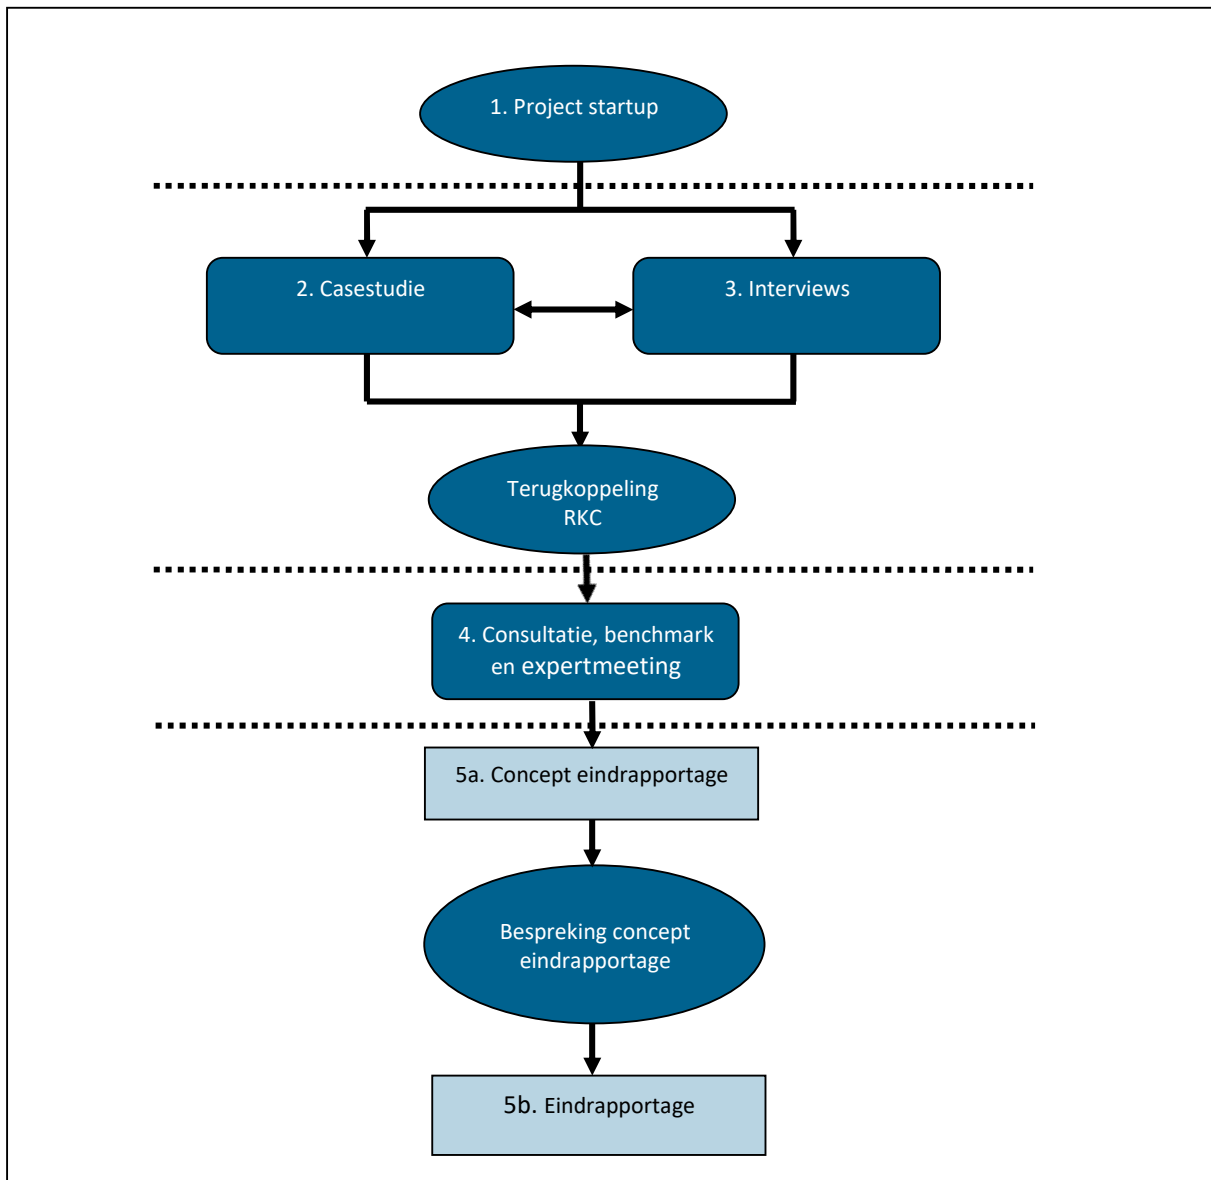 1. Project startup
2. Casestudie
3. Interviews
Terugkoppeling
RKC
4. Consultatie, benchmark
en expertmeeting
5a. Concept eindrapportage
Bespreking concept
eindrapportage
5b. Eindrapportage